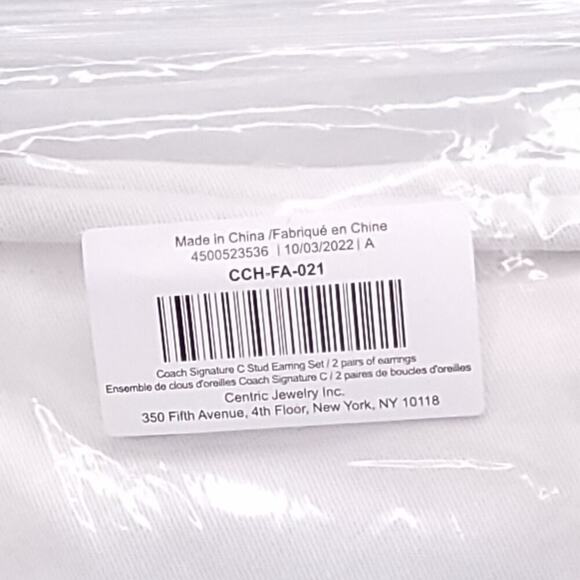 Made in China /Fabriqué en Chine
4500523536 | 10/03/2022 | A
CCH-FA-021
Coach Signature C Stud Earring Set / 2 pairs of earrings
Ensemble de clous d'oreilles Coach Signature C / 2 paires de boucles d'oreilles
Centric Jewelry Inc.
350 Fifth Avenue, 4th Floor, New York, NY 10118